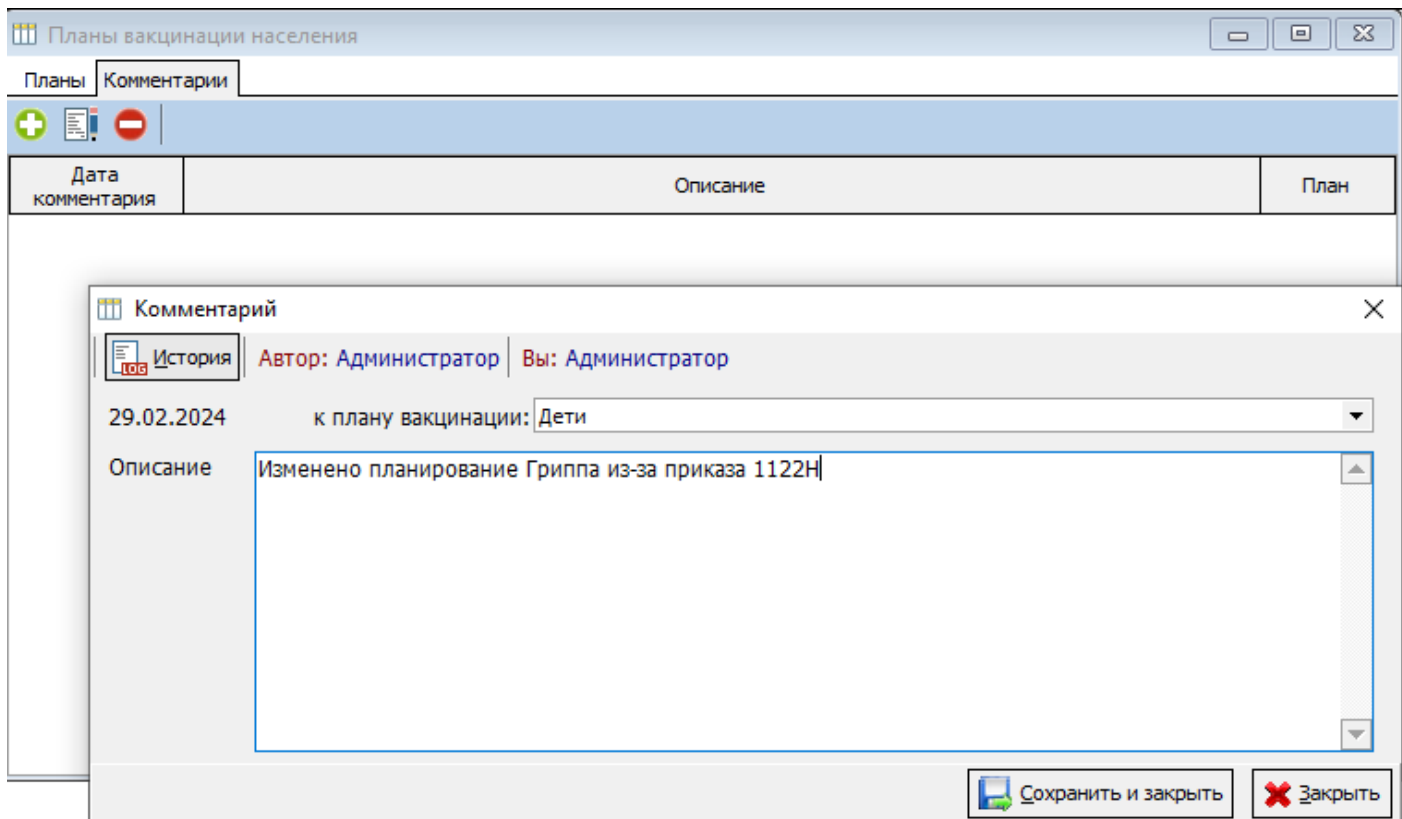 Планы вакцинации населения
Планы Комментарии
Дата комментария Описание План
Комментарий
LOG История Автор: Администратор Вы: Администратор
29.02.2024 к плану вакцинации: Дети
Описание Изменено планирование Гриппа из-за приказа 1122Н
Сохранить и закрыть Закрыть